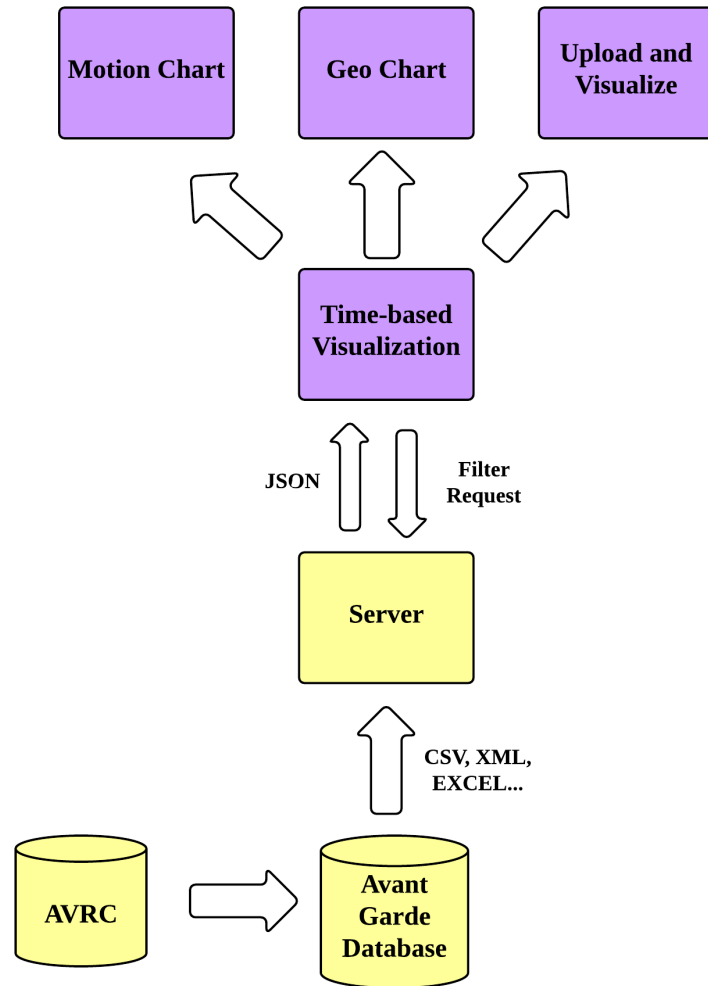 Motion Chart
Geo Chart
Upload and
Visualize
Time-based
Visualization
JSON
Filter
Request
Server
CSV, XML,
EXCEL...
AVRC
Avant
Garde
Database